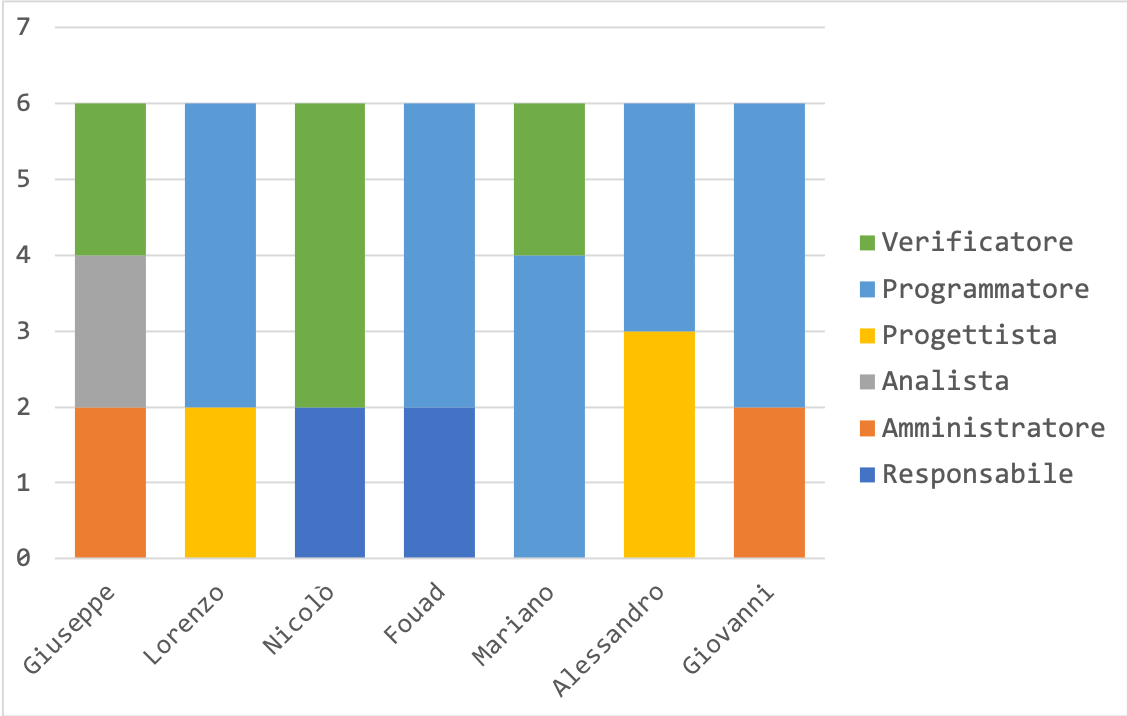 7
6
5
4
3
2
1
0
Giuseppe
Lorenzo
Nicolò
Fouad
Mariano
Alessandro
Giovanni
Verificatore
Programmatore
Progettista
Analista
Amministratore
Responsabile